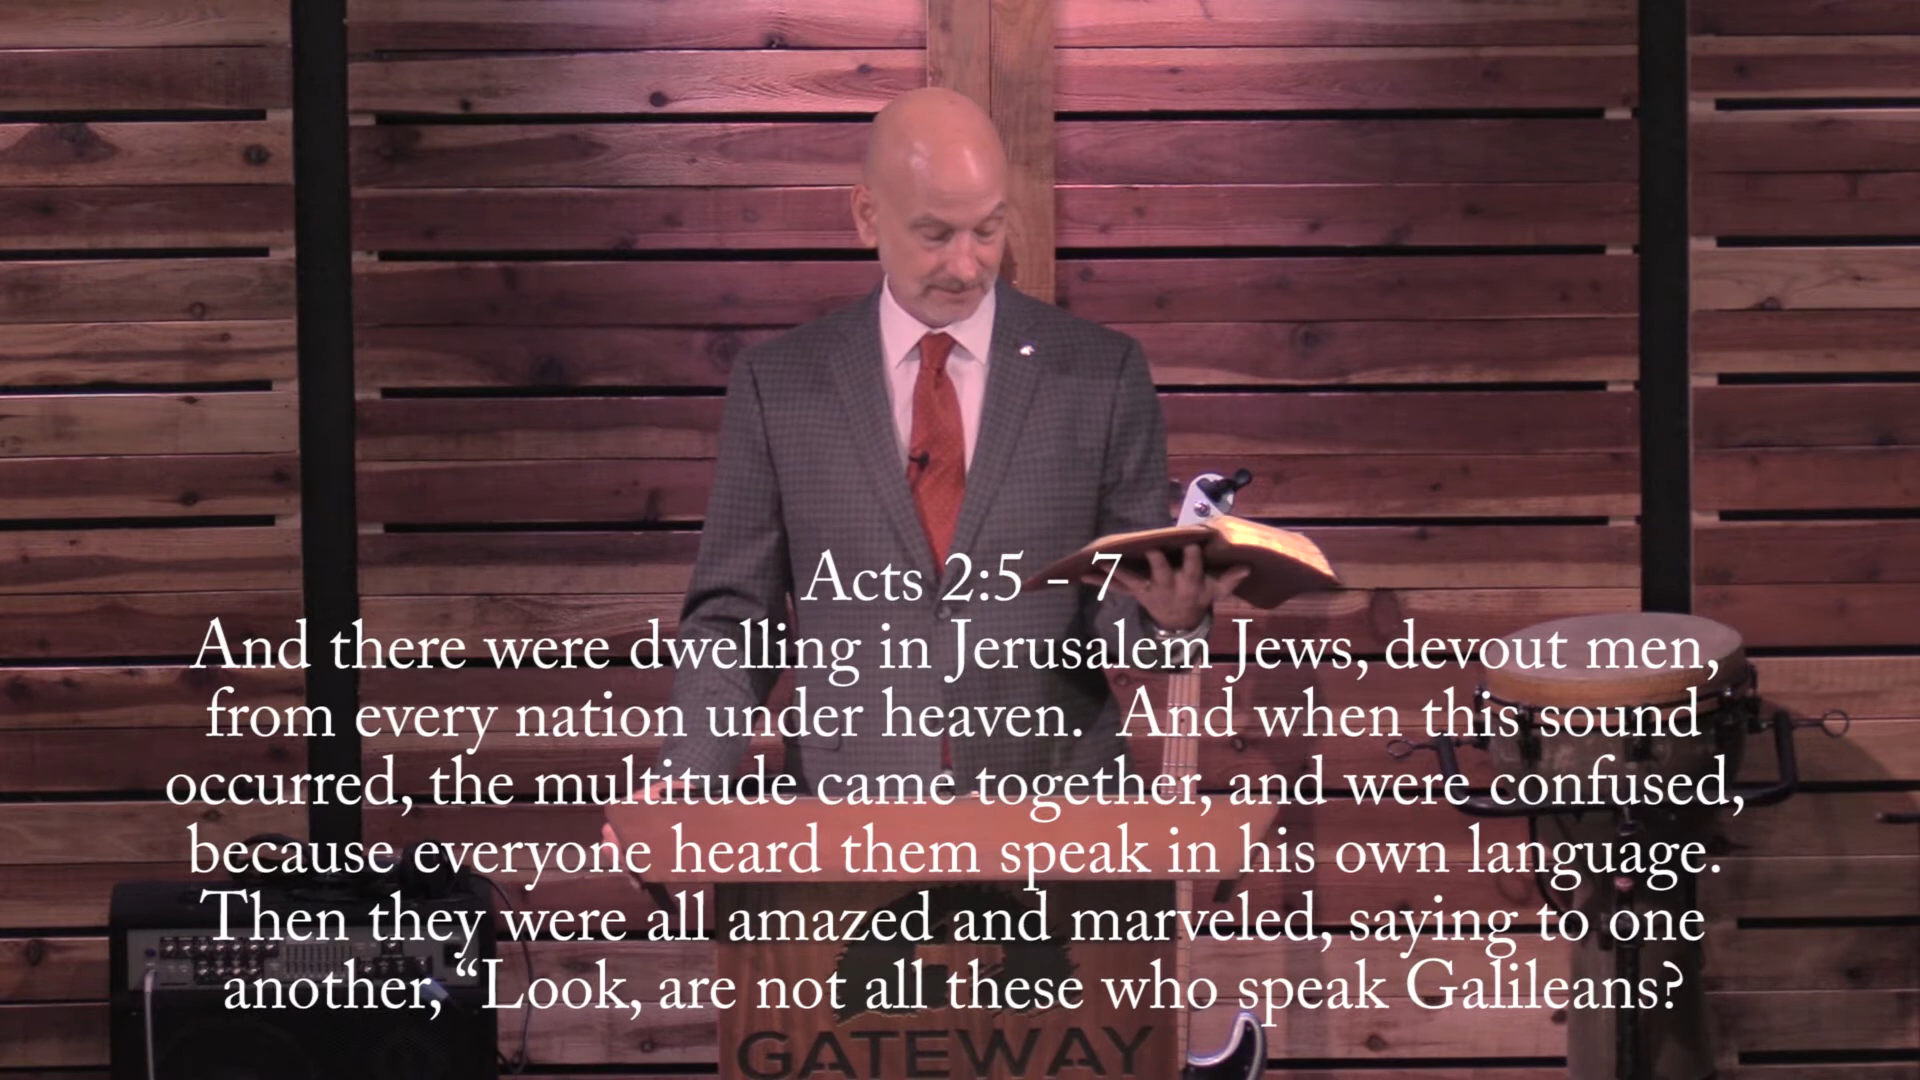 Acts 2:5 - 7
And there were dwelling in Jerusalem Jews, devout men,
from every nation under heaven.  And when this sound
occurred, the multitude came together, and were confused,
because everyone heard them speak in his own language.
Then they were all amazed and marveled, saying to one
another, “Look, are not all these who speak Galileans?
GATEWAY